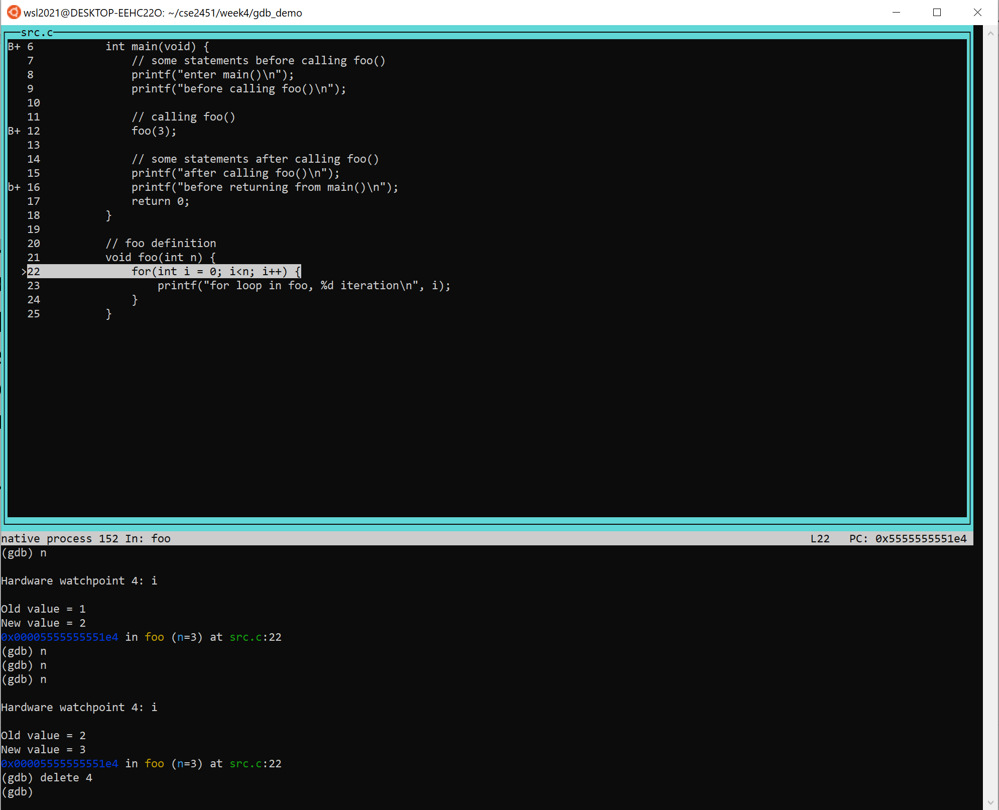 wsl2021@DESKTOP-EEHC22O: ~/cse2451/week4/gdb_demo
src.c
B+ 6           int main(void) {
   7               // some statements before calling foo()
   8               printf("enter main()\n");
   9               printf("before calling foo()\n");
   10
   11              // calling foo()
B+ 12              foo(3);
   13
   14              // some statements after calling foo()
   15              printf("after calling foo()\n");
b+ 16              printf("before returning from main()\n");
   17              return 0;
   18          }
   19
   20          // foo definition
   21          void foo(int n) {
  >22              for(int i = 0; i<n; i++) {
   23                  printf("for loop in foo, %d iteration\n", i);
   24              }
   25          }
native process 152 In: foo                    L22   PC: 0x5555555551e4
(gdb) n
Hardware watchpoint 4: i
Old value = 1
New value = 2
0x00005555555551e4 in foo (n=3) at src.c:22
(gdb) n
(gdb) n
(gdb) n
Hardware watchpoint 4: i
Old value = 2
New value = 3
0x00005555555551e4 in foo (n=3) at src.c:22
(gdb) delete 4
(gdb)